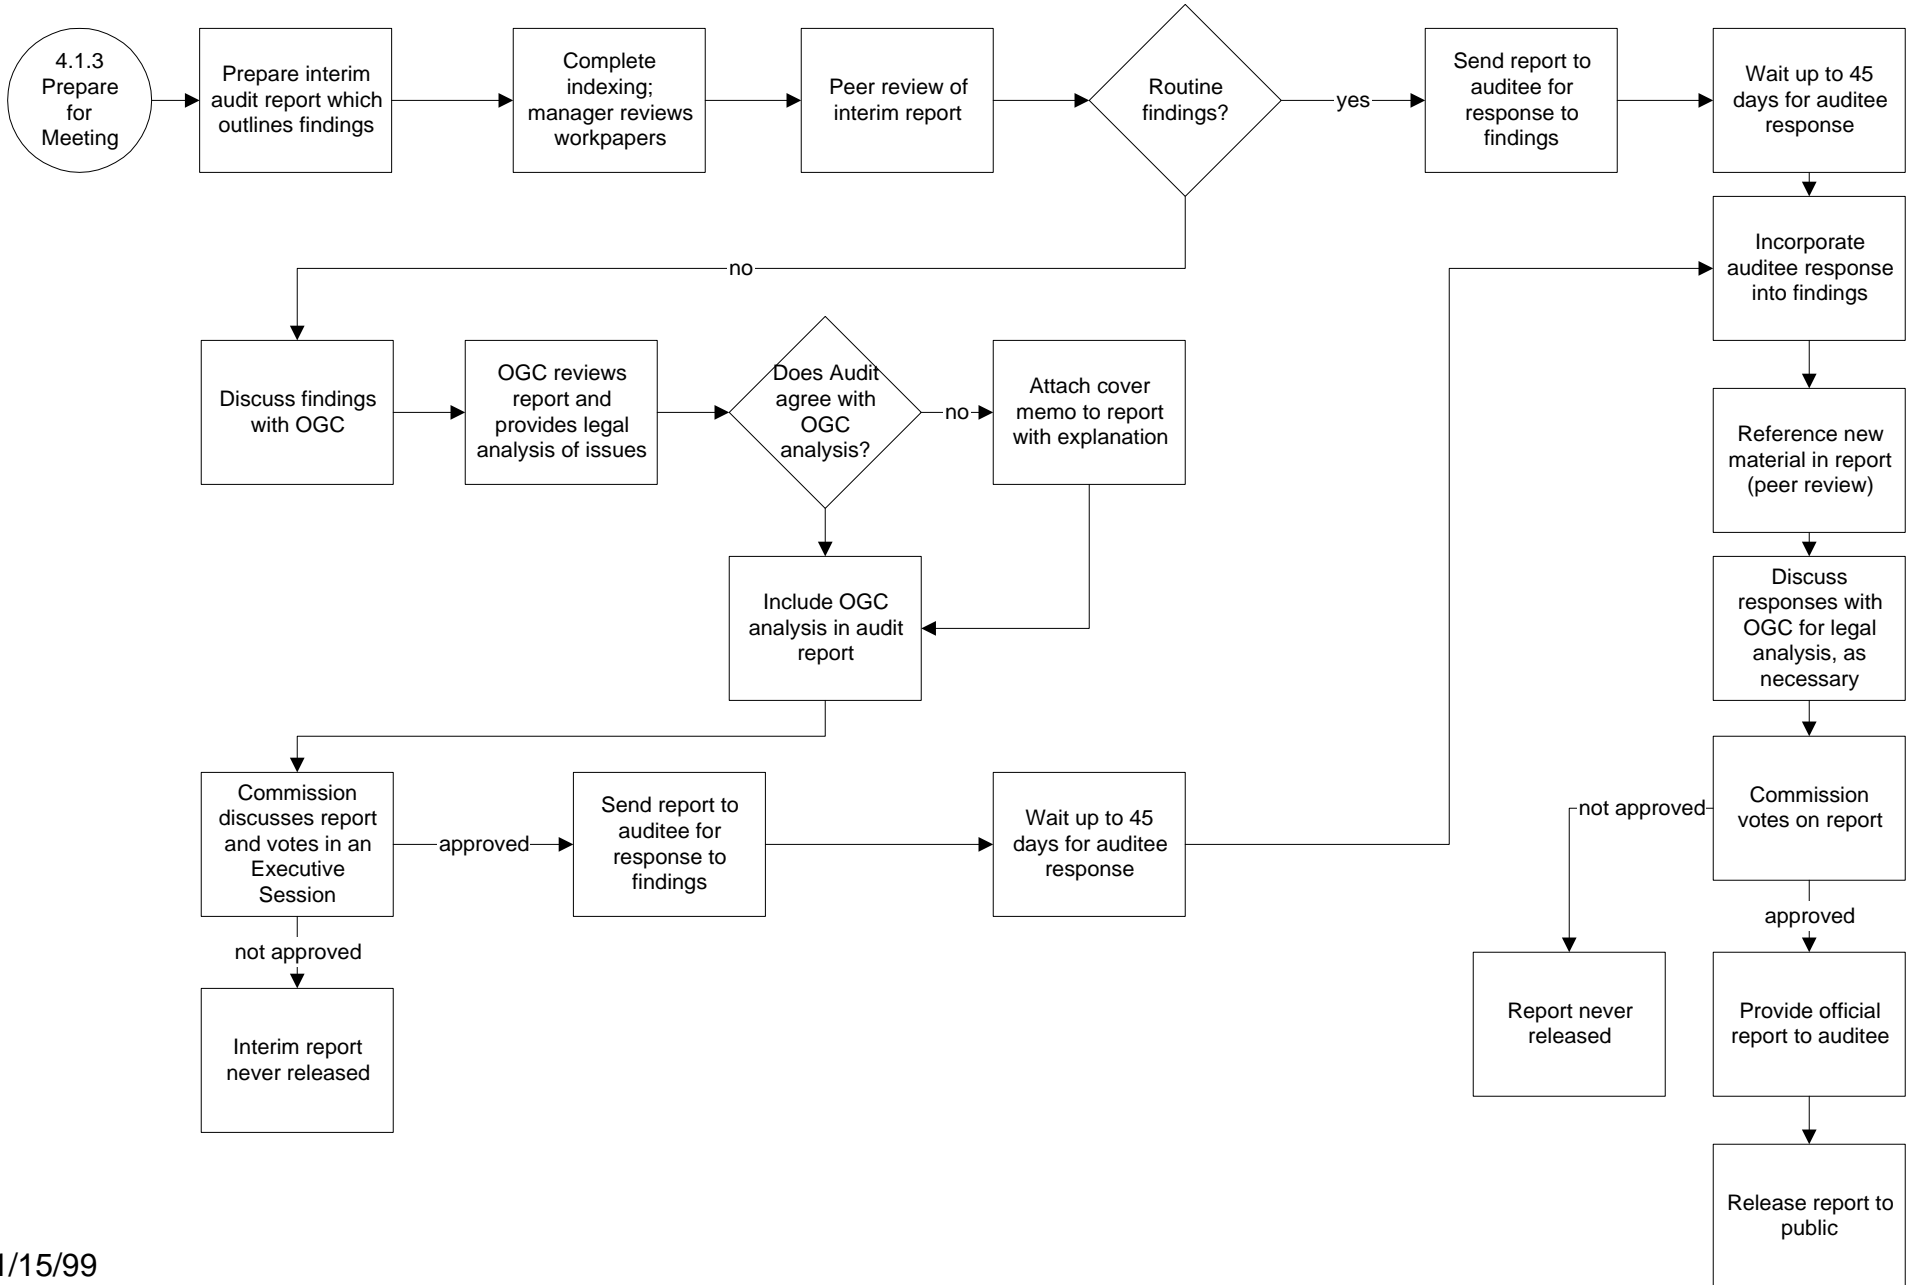 4.1.3
Prepare
for
Meeting
Prepare interim
audit report which
outlines findings
Complete
indexing;
manager reviews
workpapers
Peer review of
interim report
Routine
findings?
yes
Send report to
auditee for
response to
findings
Wait up to 45
days for auditee
response
no
Incorporate
auditee response
into findings
Discuss findings
with OGC
OGC reviews
report and
provides legal
analysis of issues
Does Audit
agree with
OGC
analysis?
no
Attach cover
memo to report
with explanation
Reference new
material in report
(peer review)
Include OGC
analysis in audit
report
Discuss
responses with
OGC for legal
analysis, as
necessary
Commission
discusses report
and votes in an
Executive
Session
approved
Send report to
auditee for
response to
findings
Wait up to 45
days for auditee
response
not approved
Commission
votes on report
not approved
approved
Interim report
never released
Report never
released
Provide official
report to auditee
Release report to
public
1/15/99